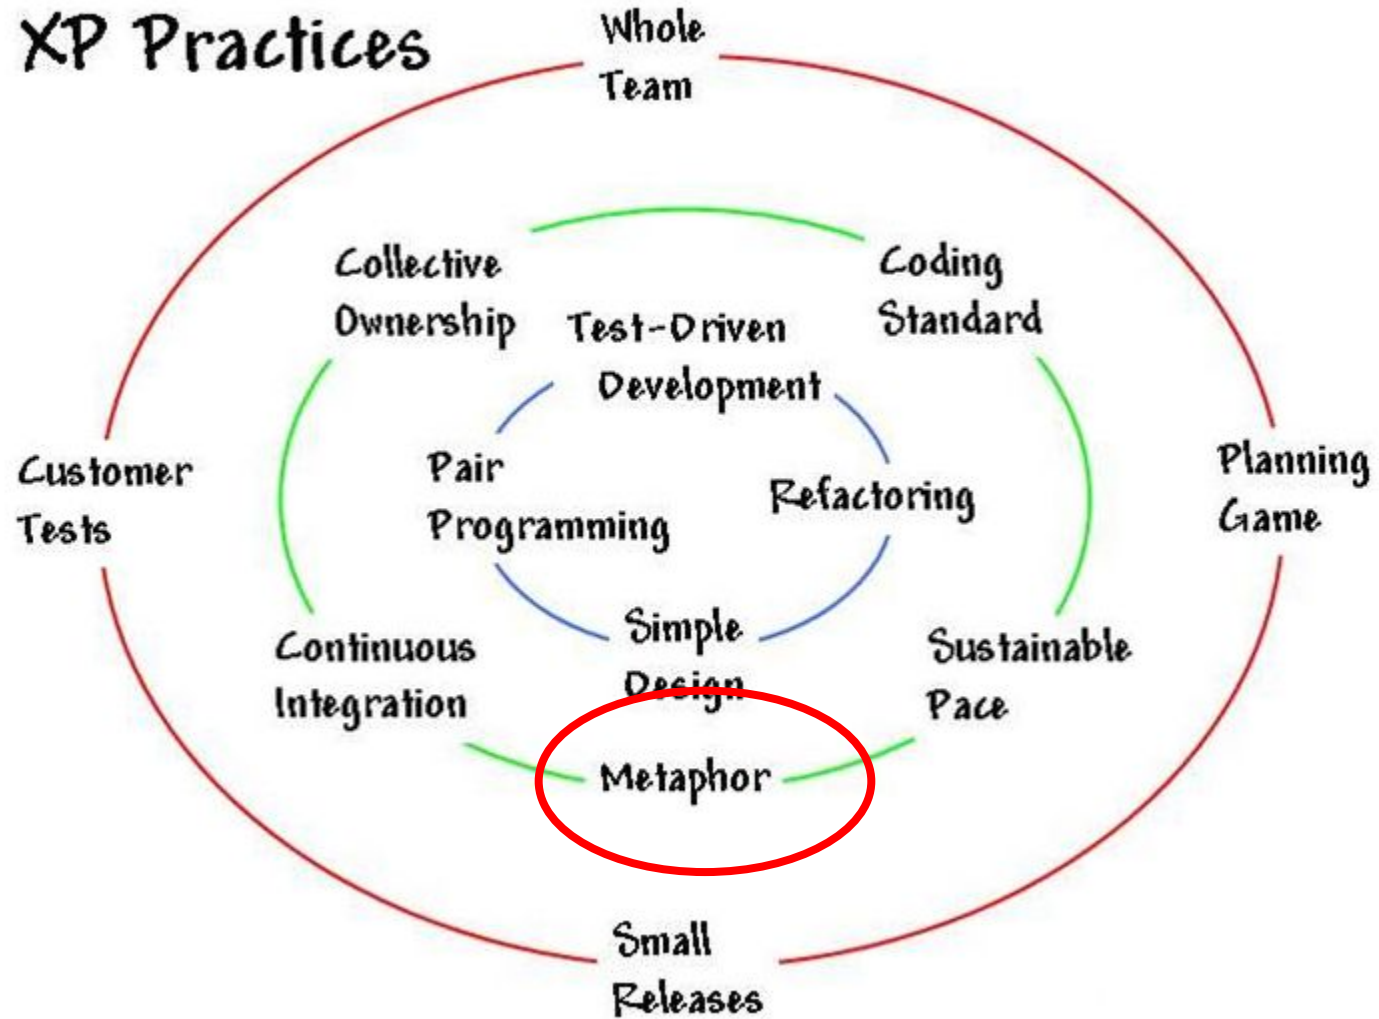 XP Practices
Whole
Team
Collective
Ownership
Coding
Standard
Test-Driven
Development
Customer
Tests
Pair
Programming
Refactoring
Planning
Game
Continuous
Integration
Simple
Design
Sustainable
Pace
Metaphor
Small
Releases